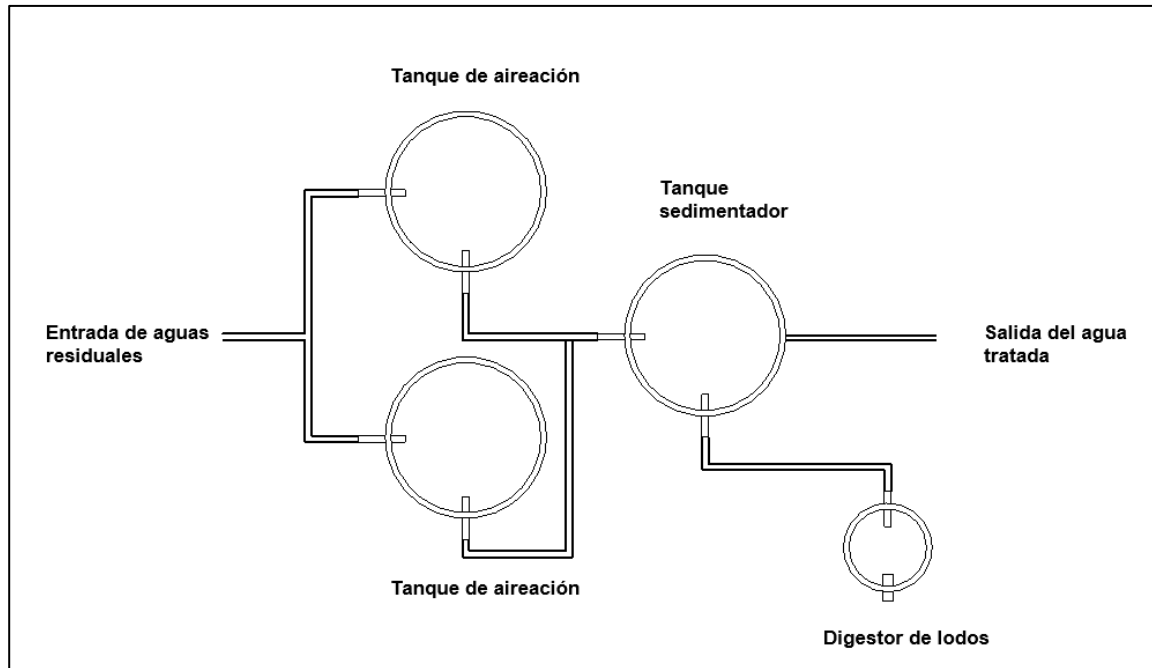 Tanque de aireación
Tanque
sedimentador
Entrada de aguas
residuales
Salida del agua
tratada
Tanque de aireación
Digestor de lodos